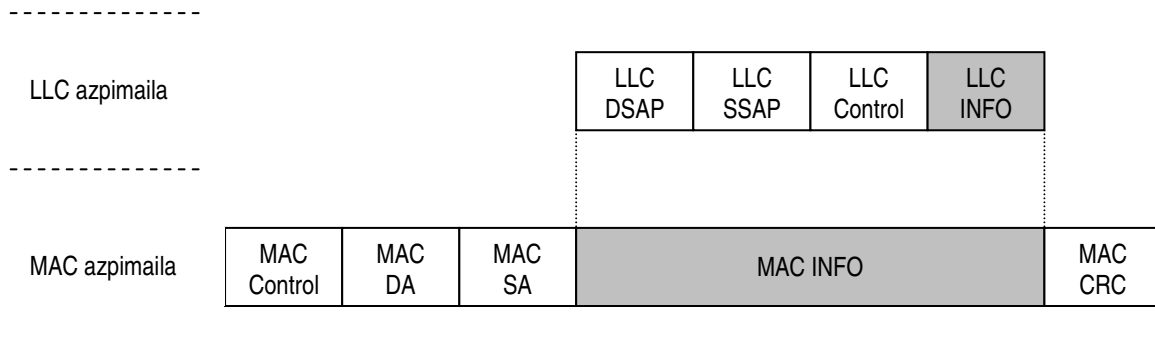 LLC azpimaila
LLC DSAP
LLC SSAP
LLC Control
LLC INFO
MAC azpimaila
MAC Control
MAC DA
MAC SA
MAC INFO
MAC CRC